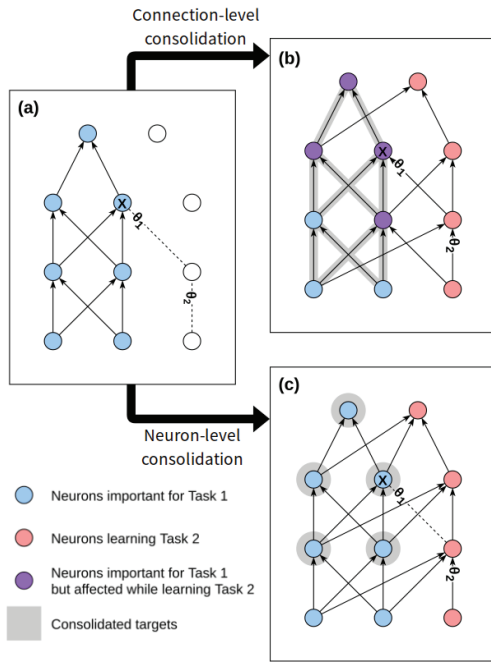 Connection-level
consolidation
(a)
X
θ1
θ2
(b)
X
θ1
θ2
Neuron-level
consolidation
(c)
X
θ1
θ2
Neurons important for Task 1
Neurons learning Task 2
Neurons important for Task 1
but affected while learning Task 2
Consolidated targets